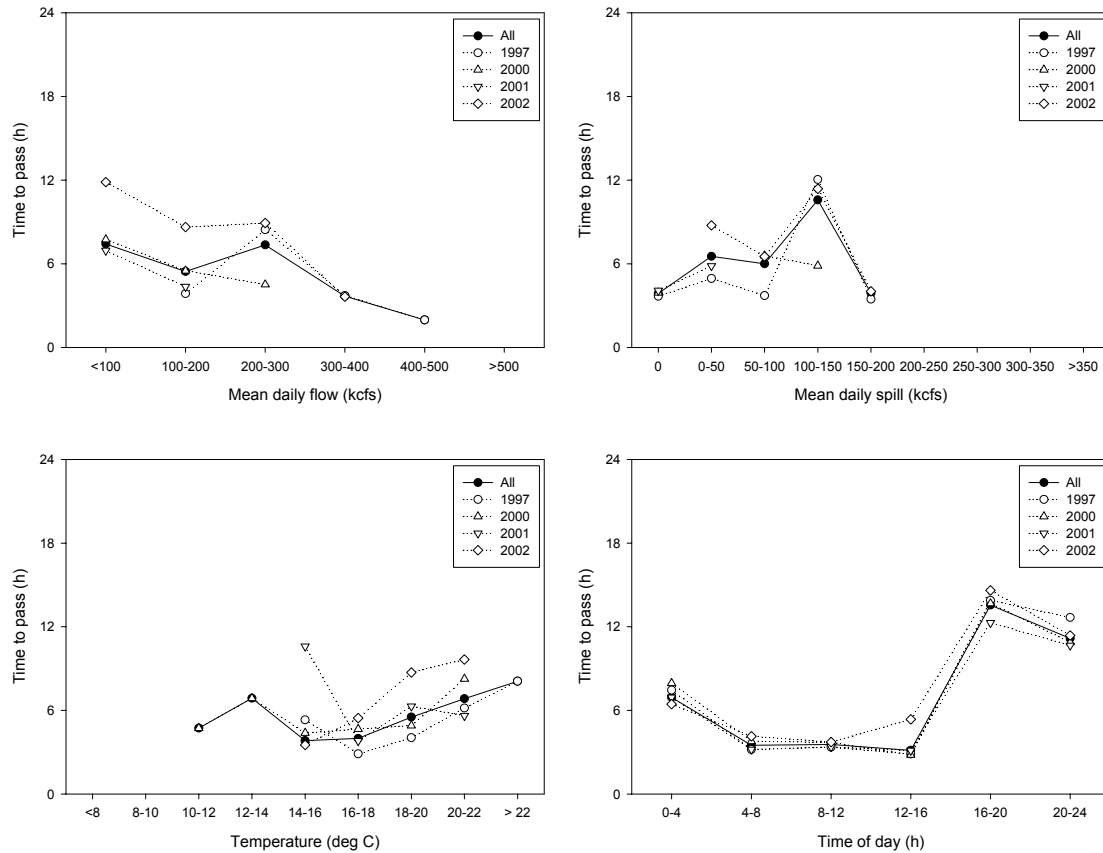 24
18
12
6
0
Time to pass (h)
All
1997
2000
2001
2002
<100 100-200 200-300 300-400 400-500 >500
Mean daily flow (kcfs)
24
18
12
6
0
Time to pass (h)
All
1997
2000
2001
2002
0 0-50 50-100 100-150 150-200 200-250 250-300 300-350 >350
Mean daily spill (kcfs)
24
18
12
6
0
Time to pass (h)
All
1997
2000
2001
2002
<8 8-10 10-12 12-14 14-16 16-18 18-20 20-22 > 22
Temperature (deg C)
24
18
12
6
0
Time to pass (h)
All
1997
2000
2001
2002
0-4 4-8 8-12 12-16 16-20 20-24
Time of day (h)